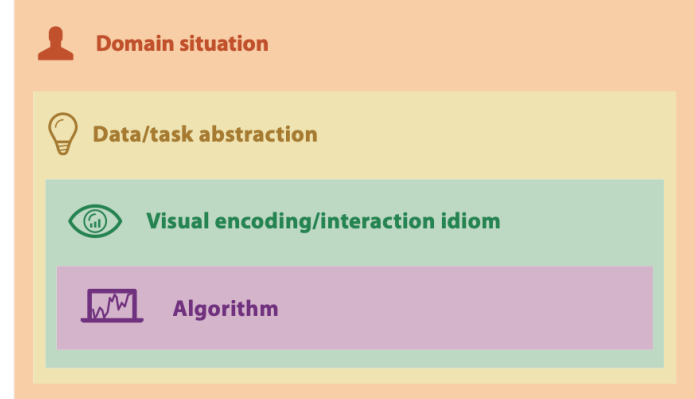 Domain situation
Data/task abstraction
Visual encoding/interaction idiom
Algorithm